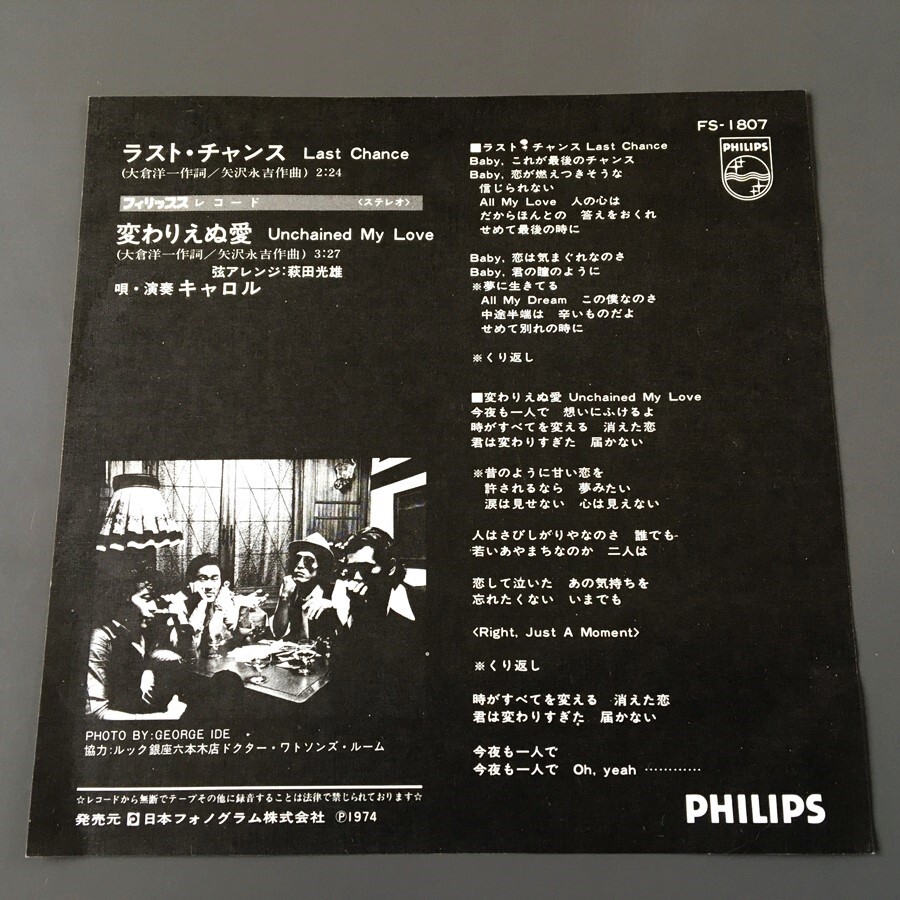 ラスト・チャンス Last Chance
(大倉洋一作詞／矢沢永吉作曲) 2:24
フィリップス レコード 〈ステレオ〉
変わりえぬ愛 Unchained My Love
(大倉洋一作詞／矢沢永吉作曲) 3:27
弦アレンジ：萩田光雄
唄・演奏 キャロル
FS-1807
PHILIPS
■ラスト・チャンス Last Chance
Baby, これが最後のチャンス
Baby, 恋が燃えつきそうな
信じられない
All My Love 人の心は
だからほんとの 答えをおくれ
せめて最後の時に
Baby, 恋は気まぐれなのさ
Baby, 君の瞳のように
※夢に生きてる
All My Dream この僕なのさ
中途半端は 辛いものだよ
せめて別れの時に
※くり返し
■変わりえぬ愛 Unchained My Love
今夜も一人で 想いにふけるよ
時がすべてを変える 消えた恋
君は変わりすぎた 届かない
※昔のように甘い恋を
許されるなら 夢みたい
涙は見せない 心は見えない
人はさびしがりやなのさ 誰でも
若いあやまちなのか 二人は
恋して泣いた あの気持ちを
忘れたくない いまでも
〈Right, Just A Moment〉
※くり返し
時がすべてを変える 消えた恋
君は変わりすぎた 届かない
今夜も一人で
今夜も一人で Oh, yeah …………
PHOTO BY:GEORGE IDE
協力：ルック銀座六本木店ドクター・ワトソンズ・ルーム
☆レコードから無断でテープその他に録音することは法律で禁じられております☆
発売元 日本フォノグラム株式会社 Ⓟ1974
PHILIPS